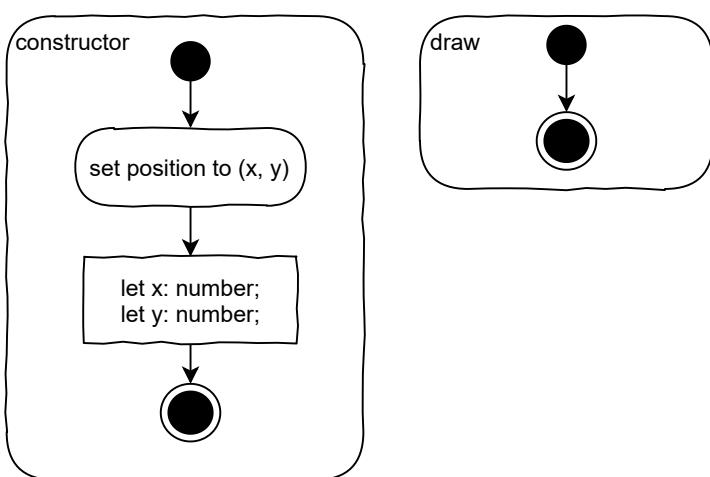 constructor
set position to (x, y)
let x: number;
let y: number;
draw